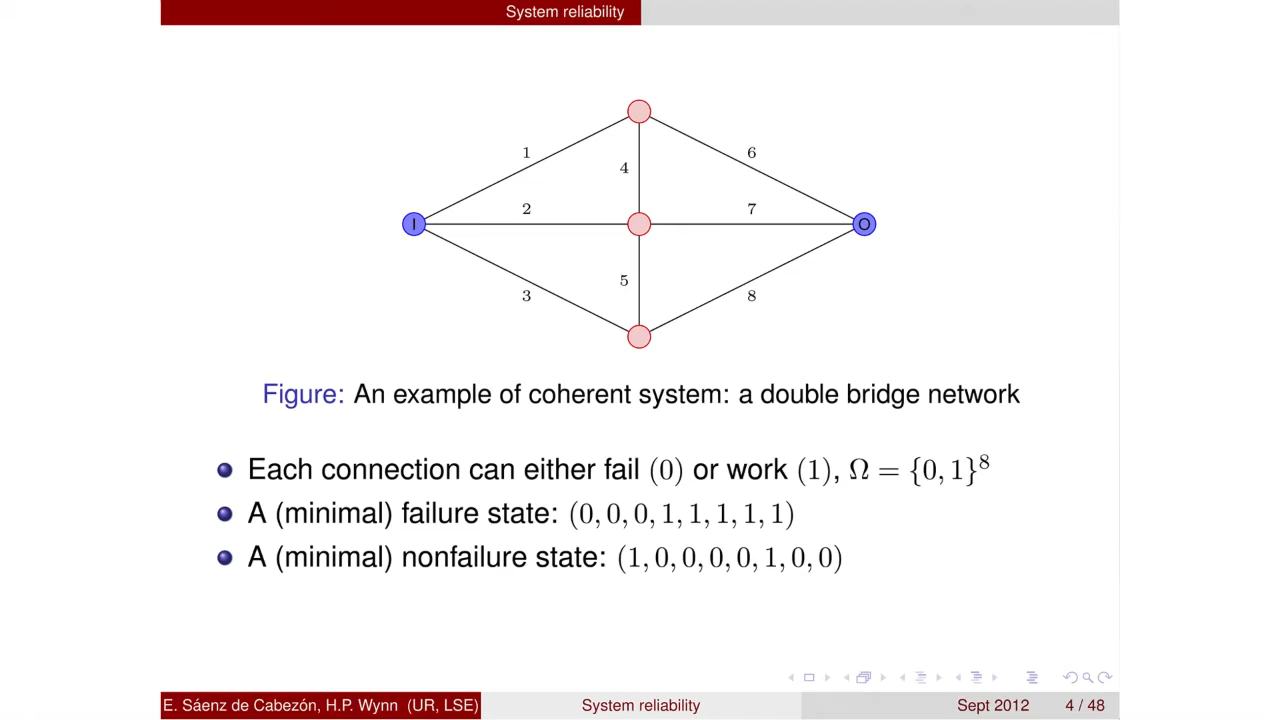 System reliability
1
6
4
2
7
I
O
5
3
8
Figure: An example of coherent system: a double bridge network
Each connection can either fail (0) or work (1), Ω = {0, 1}⁸
A (minimal) failure state: (0, 0, 0, 1, 1, 1, 1, 1)
A (minimal) nonfailure state: (1, 0, 0, 0, 0, 1, 0, 0)
E. Sáenz de Cabezón, H.P. Wynn (UR, LSE)
System reliability
Sept 2012
4 / 48